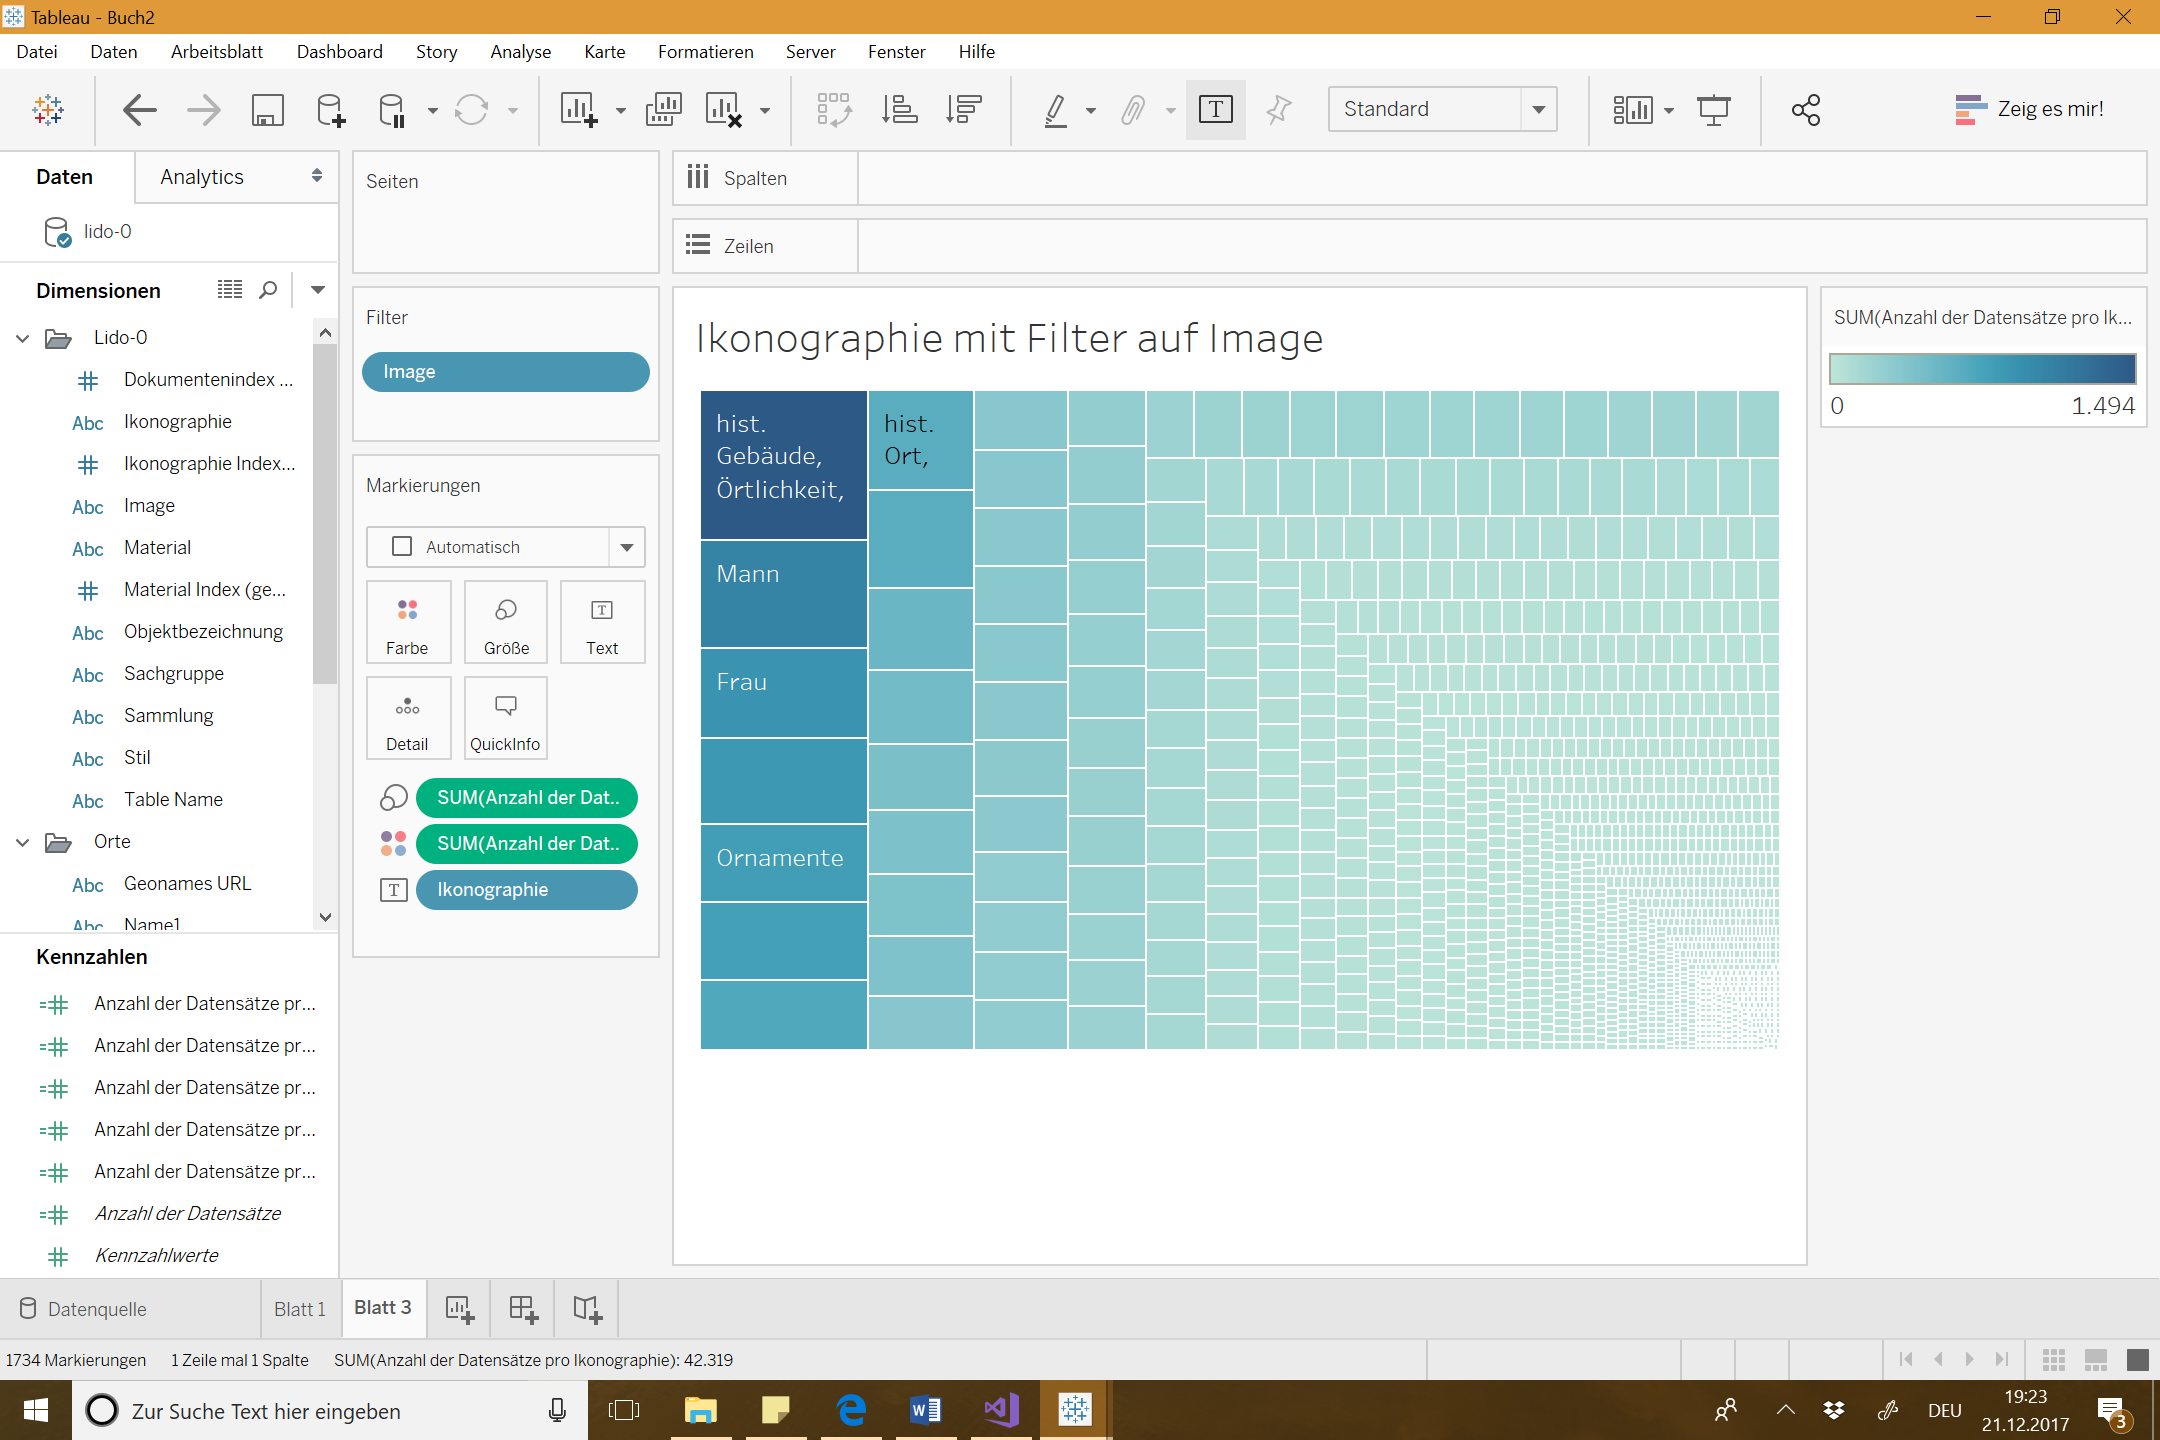 Tableau - Buch2
Datei Daten Arbeitsblatt Dashboard Story Analyse Karte Formatieren Server Fenster Hilfe
Standard
Zeig es mir!
Daten Analytics
lido-0
Dimensionen
Lido-0
Dokumentenindex ...
Abc Ikonographie
Ikonographie Index...
Abc Image
Abc Material
Material Index (ge...
Abc Objektbezeichnung
Abc Sachgruppe
Abc Sammlung
Abc Stil
Abc Table Name
Orte
Abc Geonames URL
Abc Name1
Kennzahlen
Anzahl der Datensätze pr...
Anzahl der Datensätze pr...
Anzahl der Datensätze pr...
Anzahl der Datensätze pr...
Anzahl der Datensätze pr...
Anzahl der Datensätze
Kennzahlwerte
Seiten
Filter
Image
Markierungen
Automatisch
Farbe Größe T Text
Detail QuickInfo
SUM(Anzahl der Dat..
SUM(Anzahl der Dat..
T Ikonographie
Spalten
Zeilen
Ikonographie mit Filter auf Image
hist.
Gebäude,
Örtlichkeit,
hist.
Ort,
Mann
Frau
Ornamente
SUM(Anzahl der Datensätze pro Ik...
0 1.494
Datenquelle Blatt 1 Blatt 3
1734 Markierungen 1 Zeile mal 1 Spalte SUM(Anzahl der Datensätze pro Ikonographie): 42.319
Zur Suche Text hier eingeben
DEU
19:23
21.12.2017
3